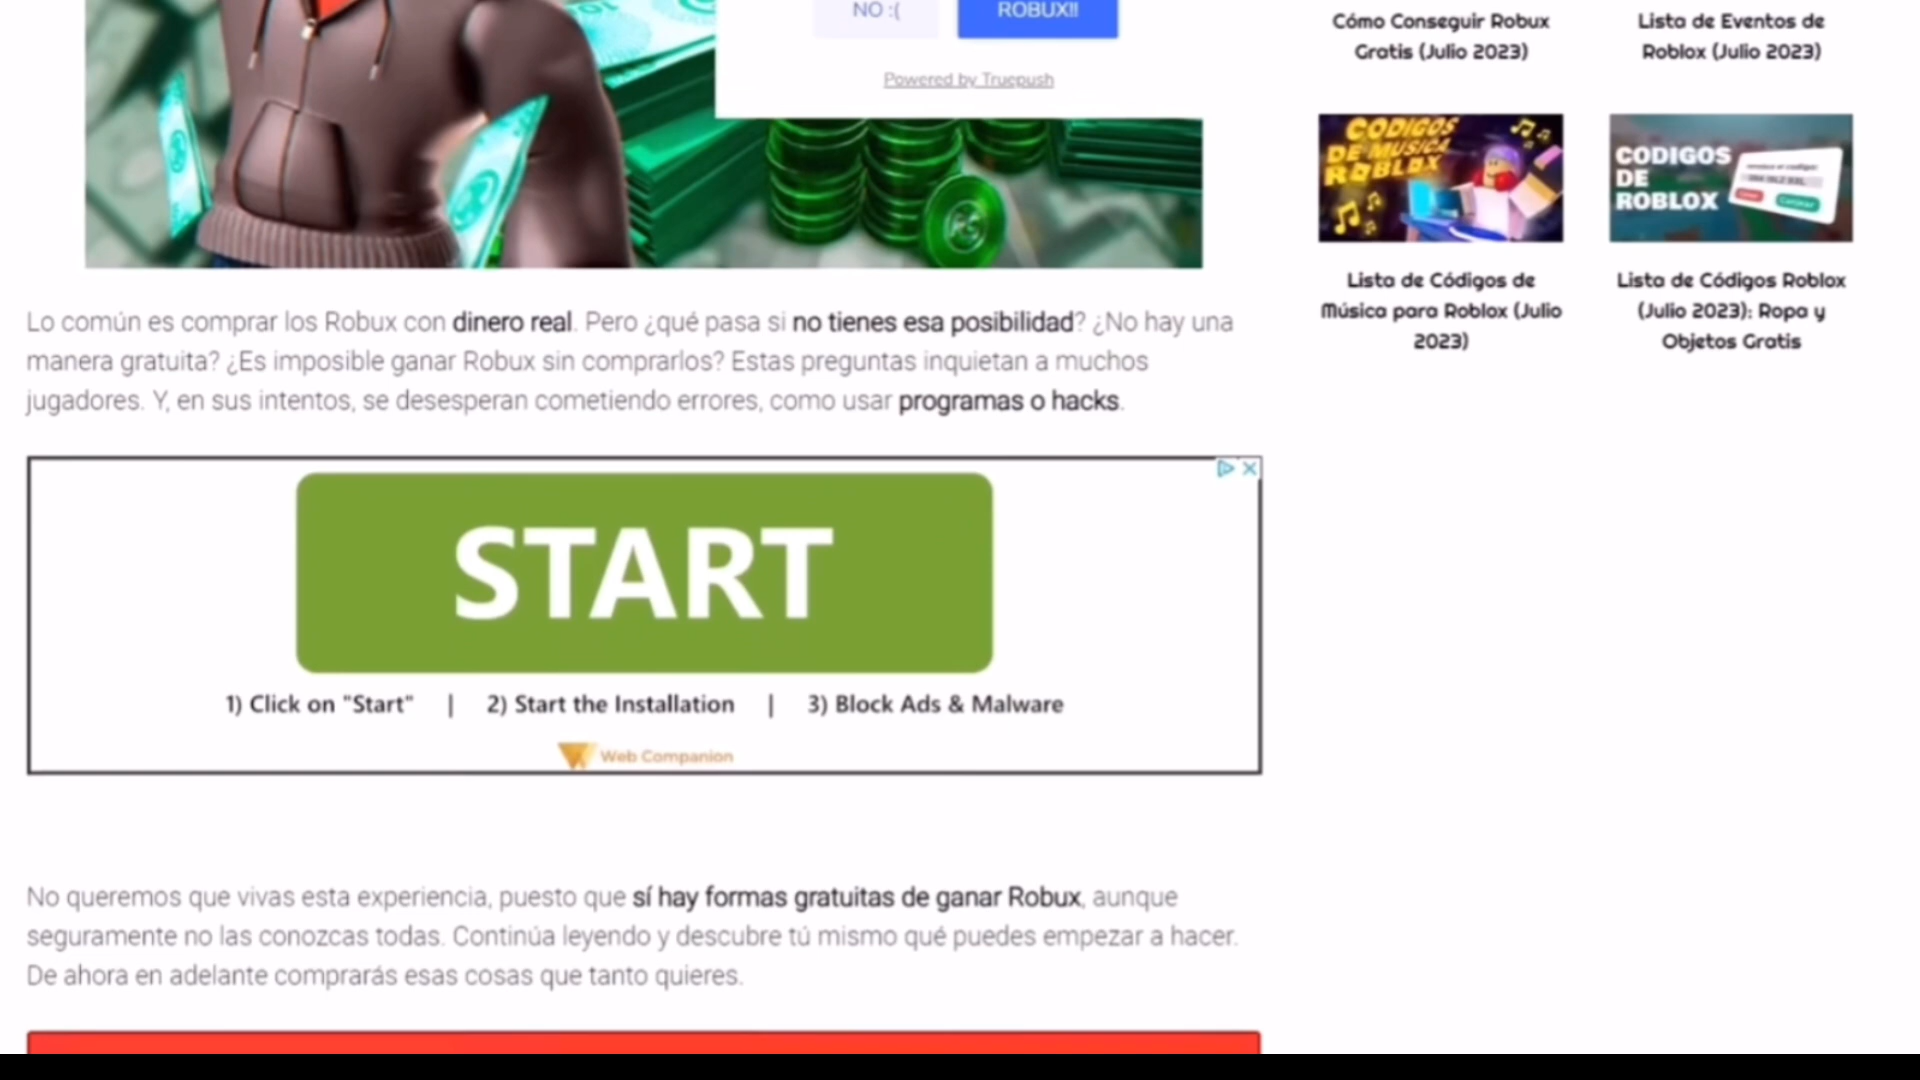 NO :(
ROBUX!!
Powered by Truepush
Lo común es comprar los Robux con dinero real. Pero ¿qué pasa si no tienes esa posibilidad? ¿No hay una
manera gratuita? ¿Es imposible ganar Robux sin comprarlos? Estas preguntas inquietan a muchos
jugadores. Y, en sus intentos, se desesperan cometiendo errores, como usar programas o hacks.
START
1) Click on "Start" | 2) Start the Installation | 3) Block Ads & Malware
Web Companion
No queremos que vivas esta experiencia, puesto que sí hay formas gratuitas de ganar Robux, aunque
seguramente no las conozcas todas. Continúa leyendo y descubre tú mismo qué puedes empezar a hacer.
De ahora en adelante comprarás esas cosas que tanto quieres.
Cómo Conseguir Robux
Gratis (Julio 2023)
Lista de Eventos de
Roblox (Julio 2023)
CODIGOS
DE MUSICA
ROBLOX
Lista de Códigos de
Música para Roblox (Julio
2023)
CODIGOS
DE
ROBLOX
Lista de Códigos Roblox
(Julio 2023): Ropa y
Objetos Gratis